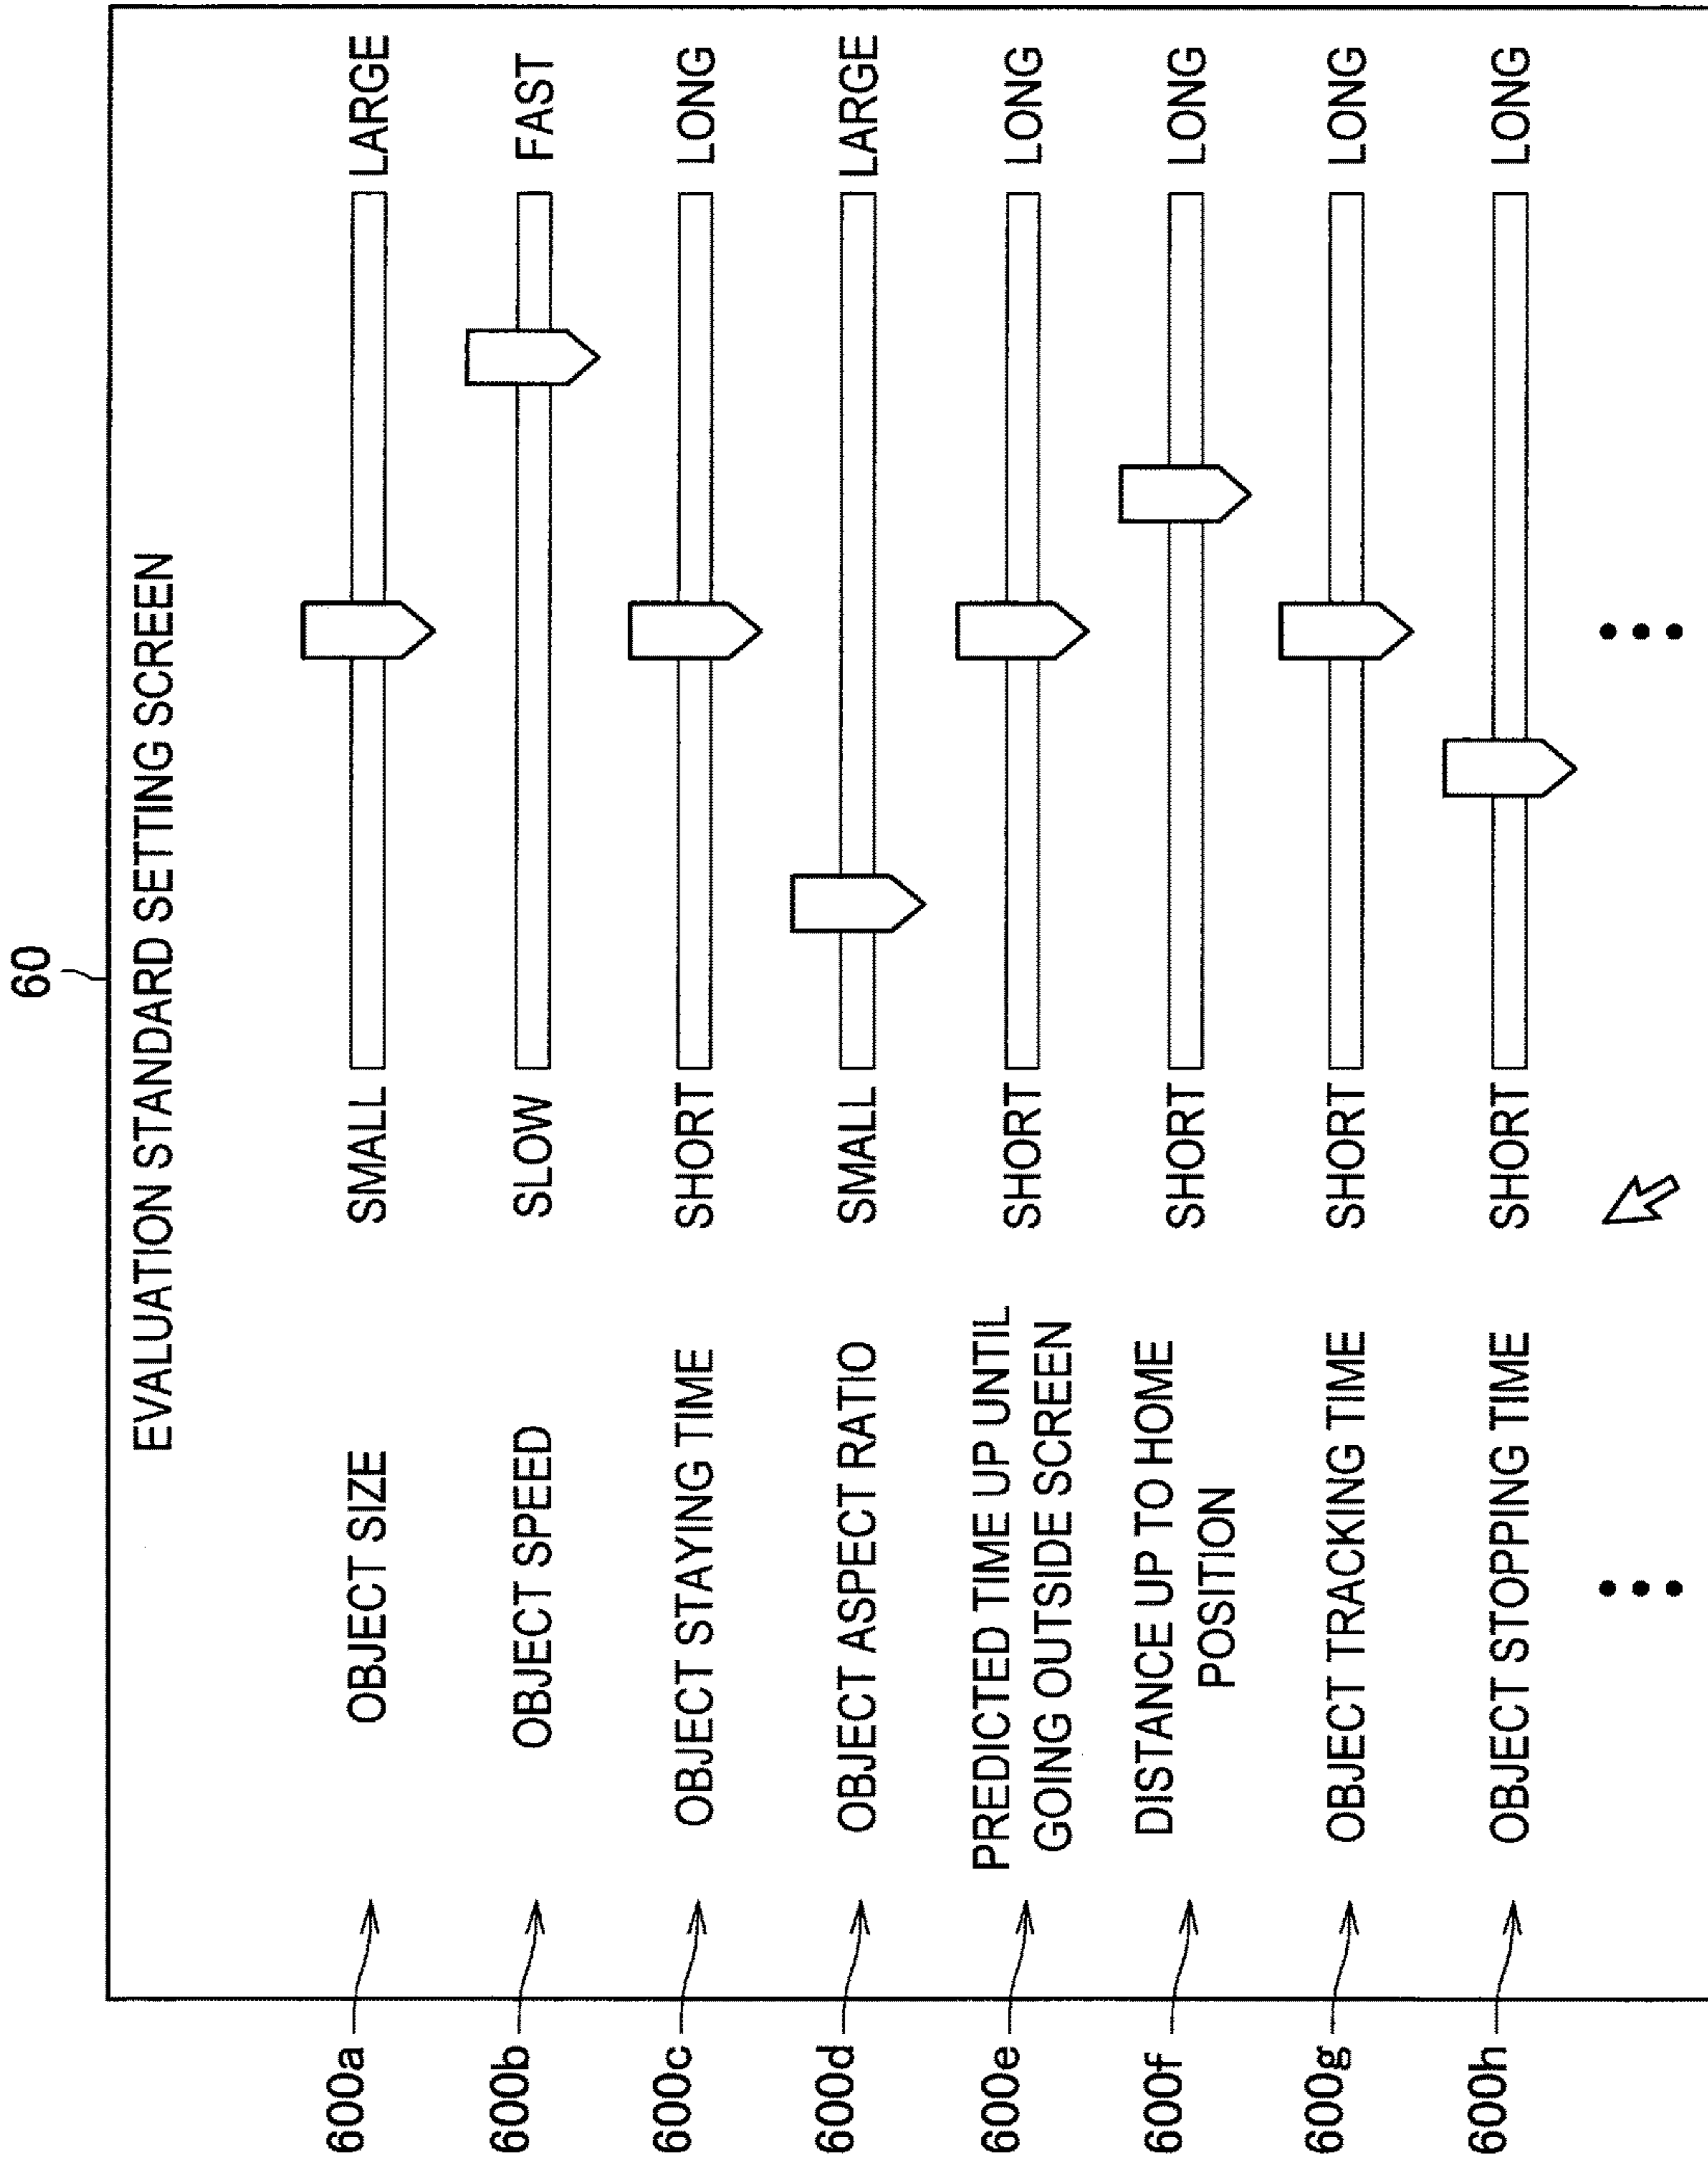 60
EVALUATION STANDARD SETTING SCREEN
600a OBJECT SIZE SMALL LARGE
600b OBJECT SPEED SLOW FAST
600c OBJECT STAYING TIME SHORT LONG
600d OBJECT ASPECT RATIO SMALL LARGE
600e PREDICTED TIME UP UNTIL SHORT LONG
GOING OUTSIDE SCREEN
600f DISTANCE UP TO HOME SHORT LONG
POSITION
600g OBJECT TRACKING TIME SHORT LONG
600h OBJECT STOPPING TIME SHORT LONG